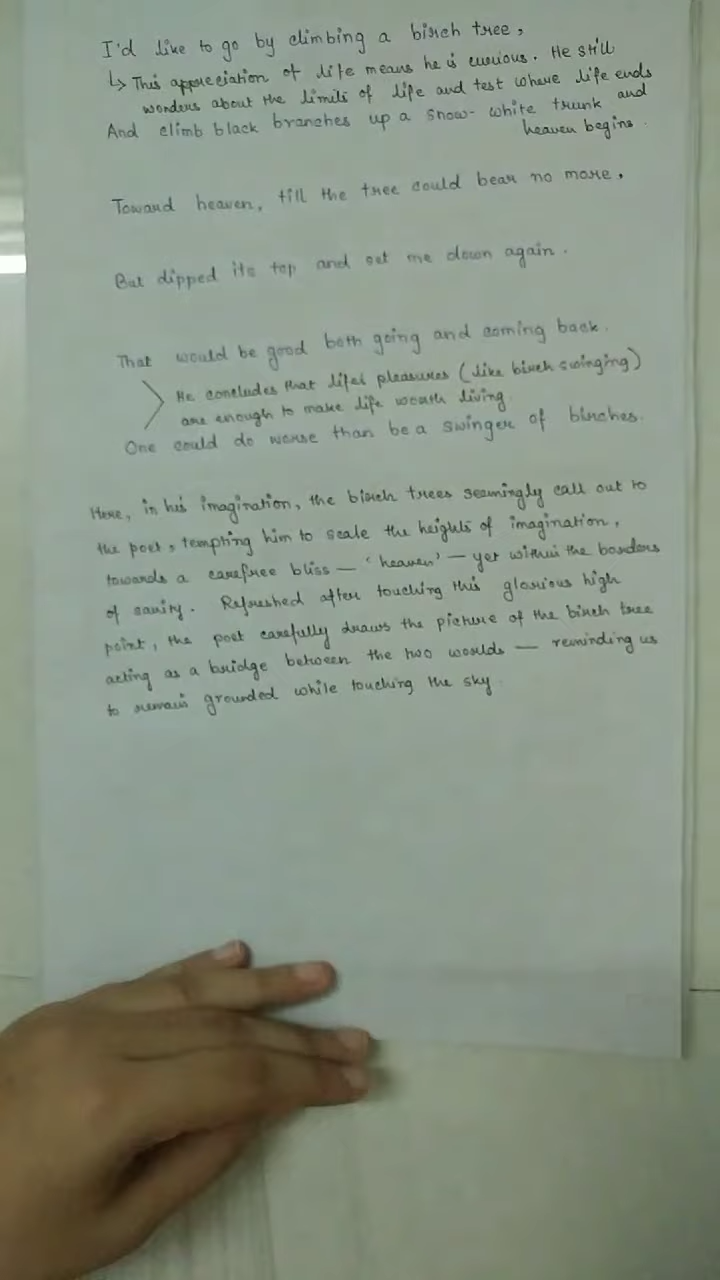 I'd like to go by climbing a birch tree,
↳ This appreciation of life means he is curious. He still
wonders about the limits of life and test where life ends
And climb black branches up a snow-white trunk and
heaven begins.
Toward heaven, till the tree could bear no more,
But dipped its top and set me down again.
That would be good both going and coming back.
He concludes that life's pleasures (like birch swinging)
are enough to make life worth living.
One could do worse than be a swinger of birches.
Here, in his imagination, the birch trees seemingly call out to
the poet, tempting him to scale the heights of imagination,
towards a carefree bliss — 'heaven' — yet within the borders
of sanity. Refreshed after touching this glorious high
point, the poet carefully draws the picture of the birch tree
acting as a bridge between the two worlds — reminding us
to remain grounded while touching the sky.